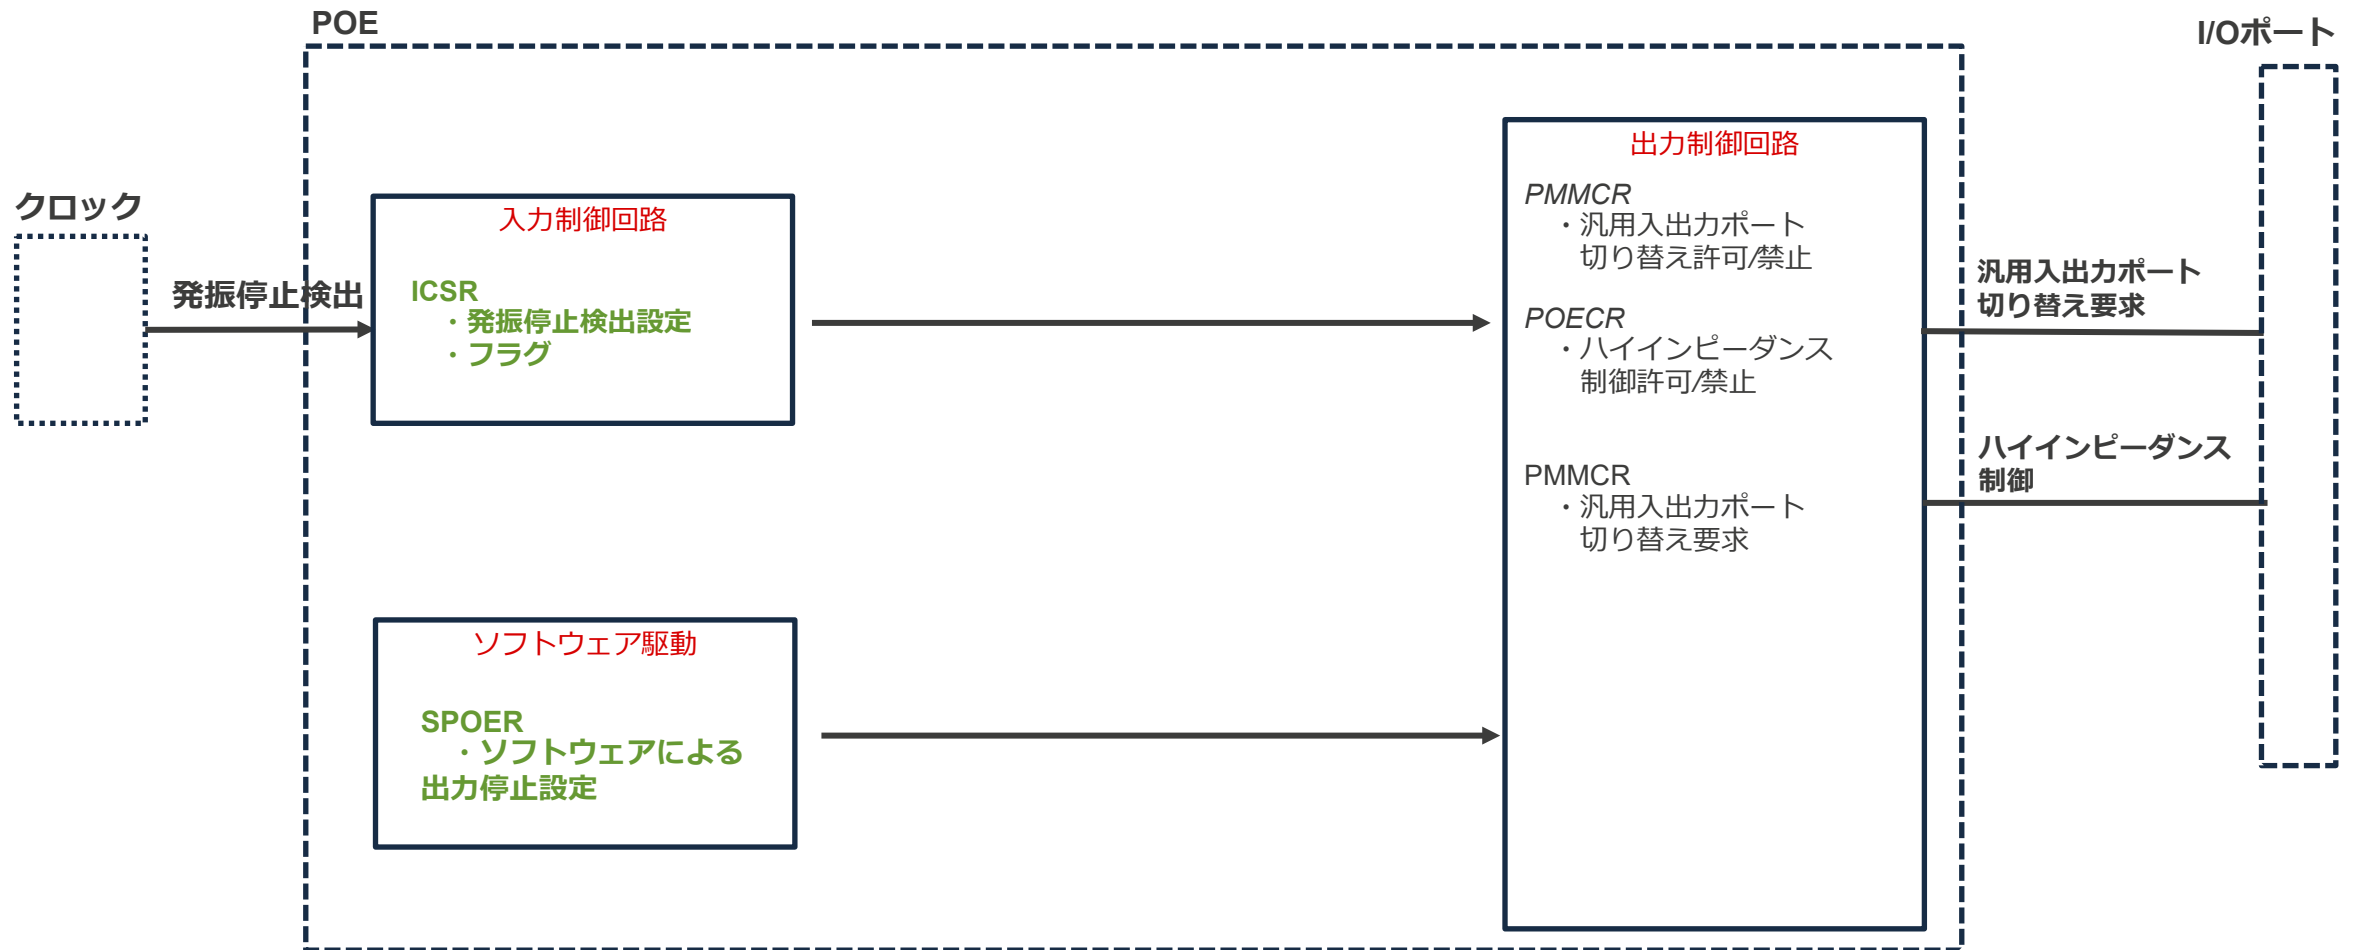 POE
I/Oポート
クロック
発振停止検出
入力制御回路
ICSR
・発振停止検出設定
・フラグ
ソフトウェア駆動
SPOER
・ソフトウェアによる
出力停止設定
出力制御回路
PMMCR
・汎用入出力ポート
切り替え許可/禁止
POECR
・ハイインピーダンス
制御許可/禁止
PMMCR
・汎用入出力ポート
切り替え要求
汎用入出力ポート
切り替え要求
ハイインピーダンス
制御